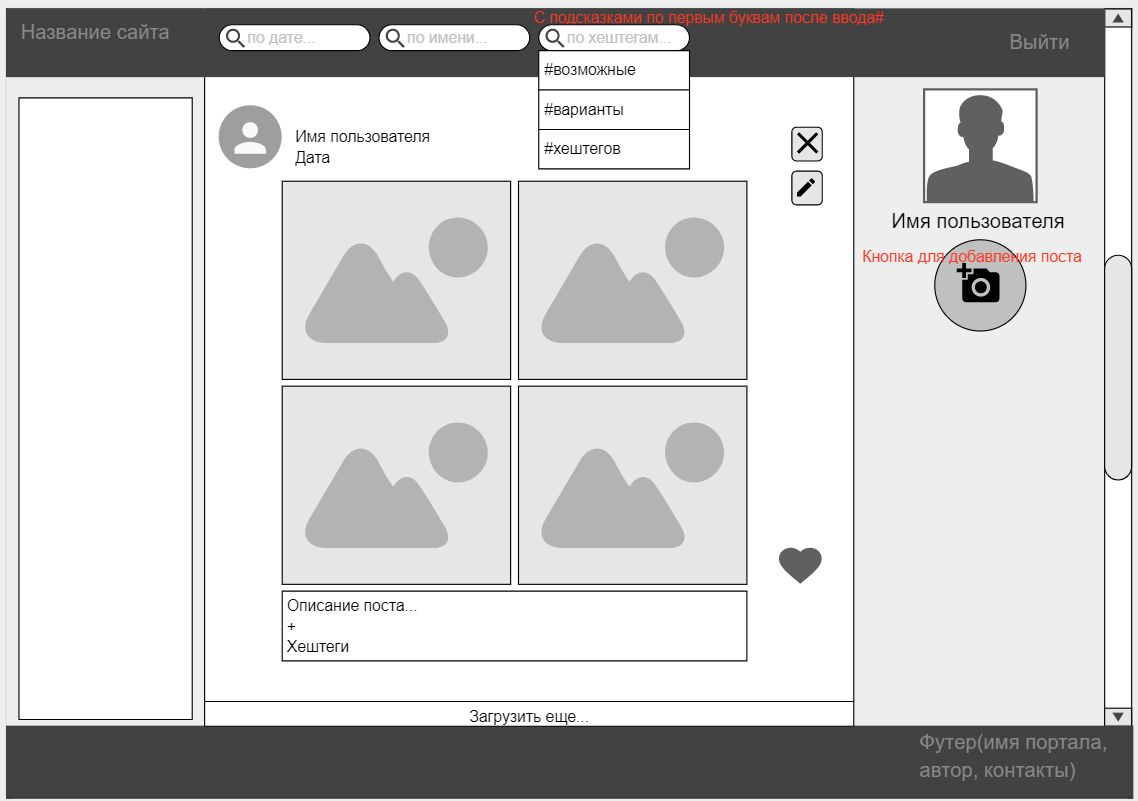 С подсказками по первым буквам после ввода#
Название сайта
по дате...
по имени...
по хештегам...
Выйти
#возможные
#варианты
#хештегов
Имя пользователя
Дата
Имя пользователя
Кнопка для добавления поста
Описание поста...
+
Хештеги
Загрузить еще...
Футер(имя портала,
автор, контакты)